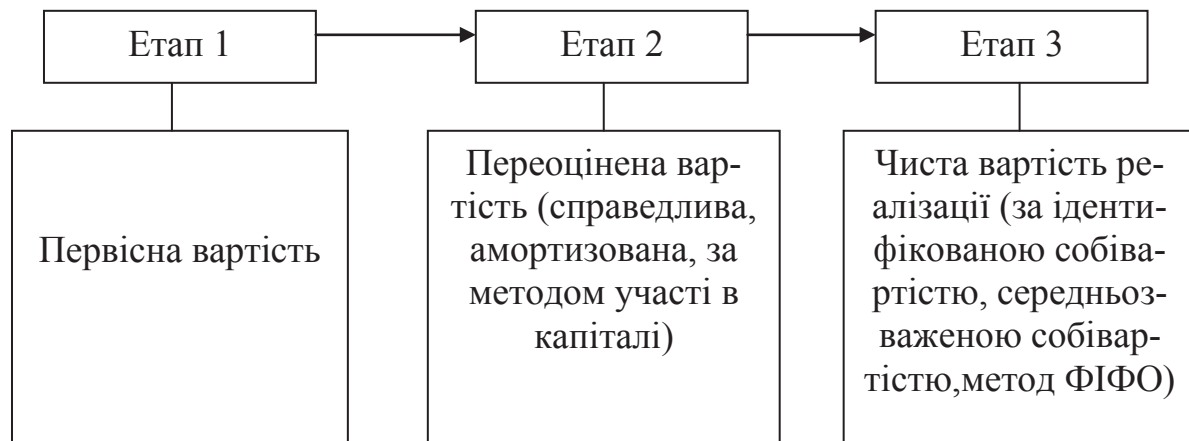 Етап 1
Етап 2
Етап 3
Первісна вартість
Переоцінена вар-
тість (справедлива,
амортизована, за
методом участі в
капіталі)
Чиста вартість ре-
алізації (за іденти-
фікованою собіва-
ртістю, середньоз-
важеною собівар-
тістю,метод ФІФО)